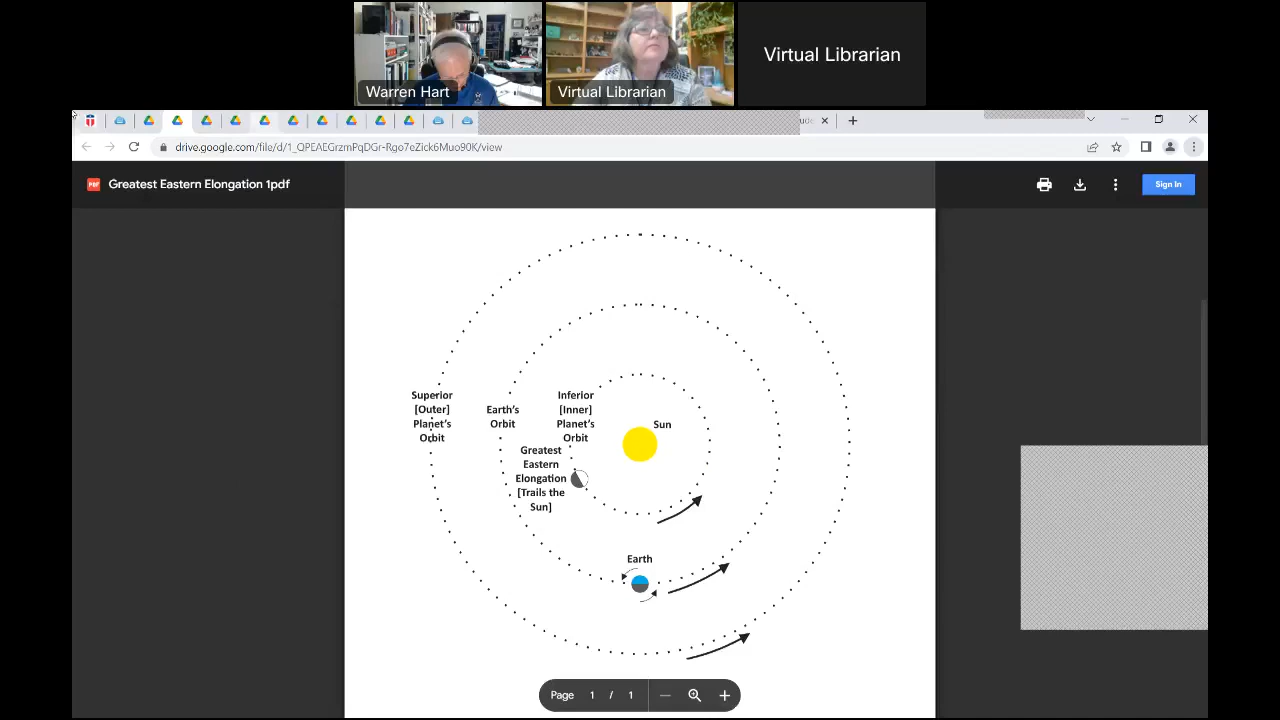 Warren Hart
Virtual Librarian
Virtual Librarian
drive.google.com/file/d/1_QPEAEGrzmPqDGr-Rgo7eZick6Muo90K/view
PDF
Greatest Eastern Elongation 1pdf
Sign In
Superior
[Outer]
Planet's
Orbit
Earth's
Orbit
Inferior
[Inner]
Planet's
Orbit
Sun
Greatest
Eastern
Elongation
[Trails the
Sun]
Earth
Page 1 / 1